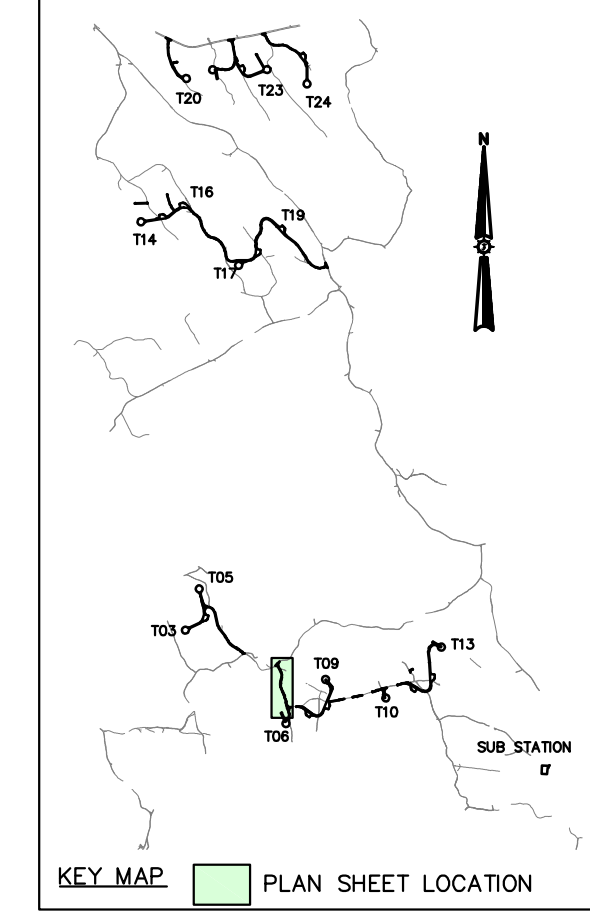 T20
T23
T24
N
T16
T19
T14
T17
T05
T03
T13
T09
T10
T06
SUB STATION
KEY MAP
PLAN SHEET LOCATION